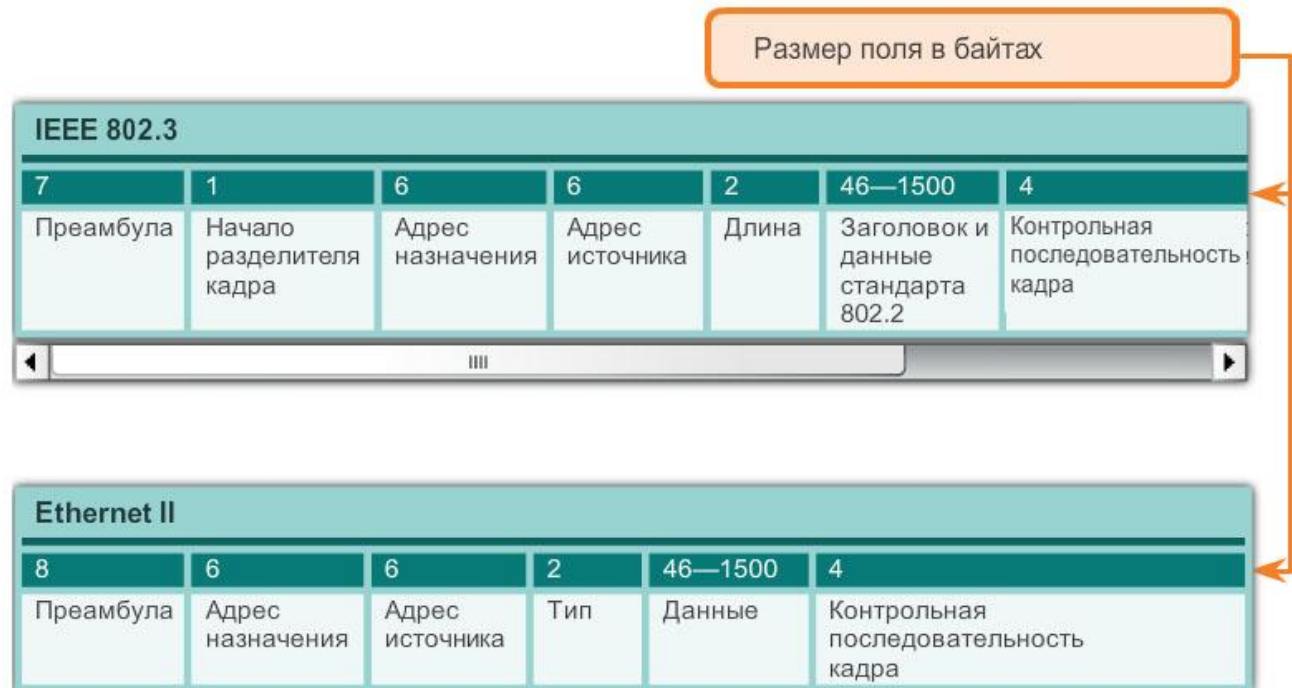 Размер поля в байтах
IEEE 802.3
7 1 6 6 2 46—1500 4
Преамбула Начало Адрес Адрес Длина Заголовок и Контрольная
разделителя назначения источника данные последовательность
кадра стандарта кадра
802.2
Ethernet II
8 6 6 2 46—1500 4
Преамбула Адрес Адрес Тип Данные Контрольная
назначения источника последовательность
кадра